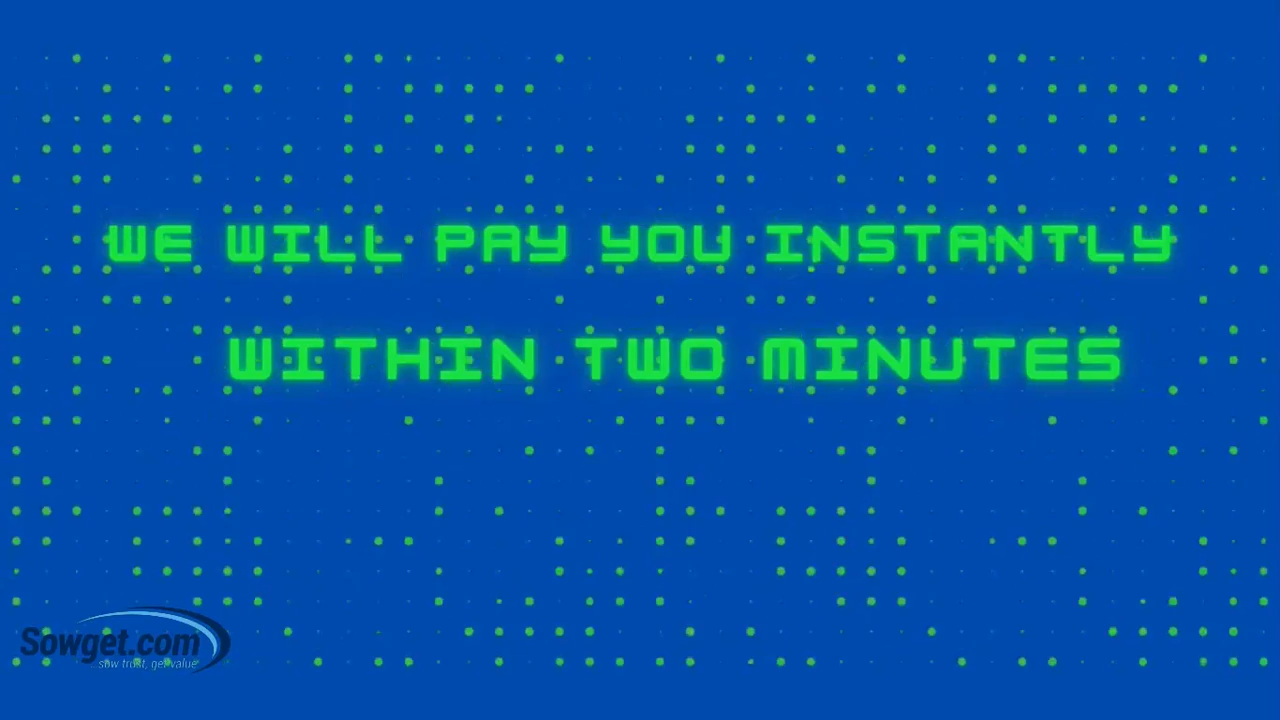 WE WILL PAY YOU INSTANTLY
WITHIN TWO MINUTES
Sowget.com
...sow trust, get value